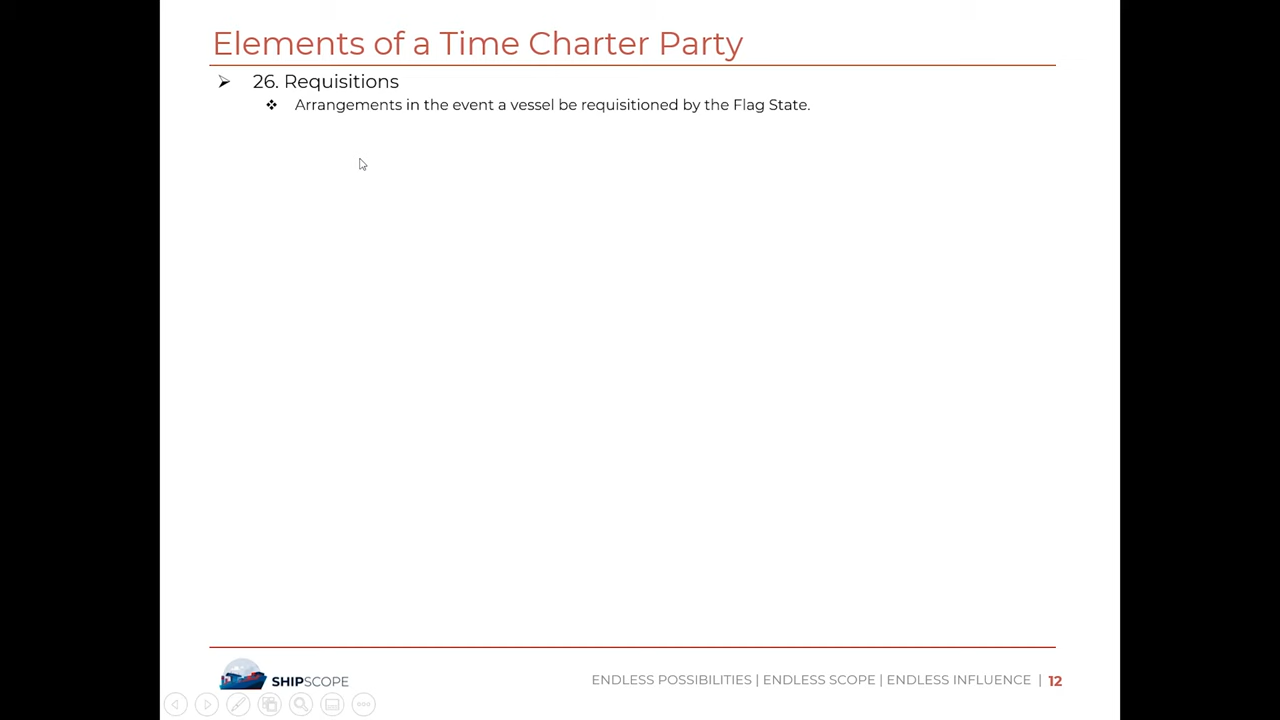 Elements of a Time Charter Party
26. Requisitions
Arrangements in the event a vessel be requisitioned by the Flag State.
SHIPSCOPE
ENDLESS POSSIBILITIES | ENDLESS SCOPE | ENDLESS INFLUENCE | 12